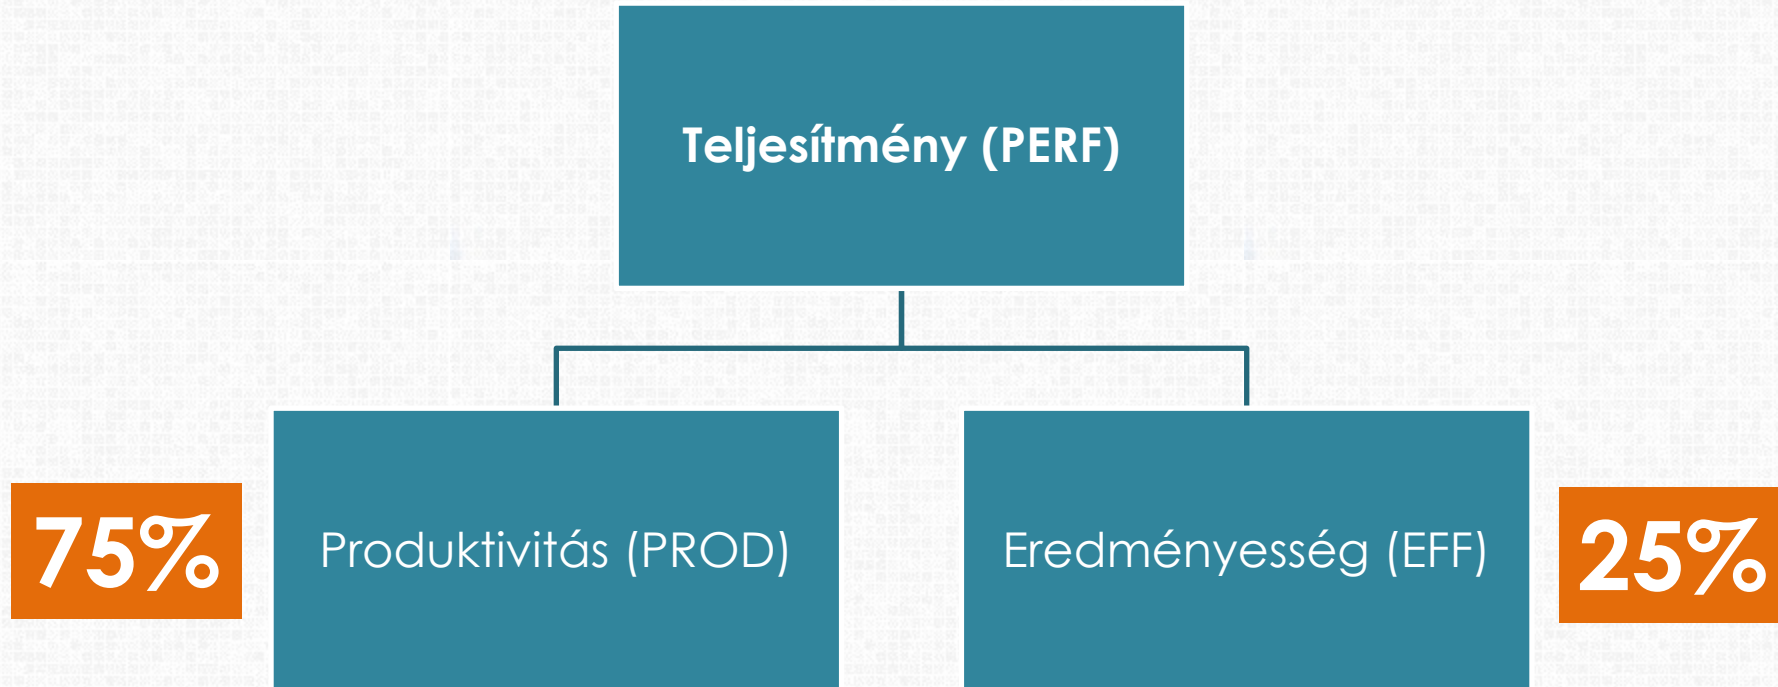 Teljesítmény (PERF)
75%
Produktivitás (PROD)
Eredményesség (EFF)
25%